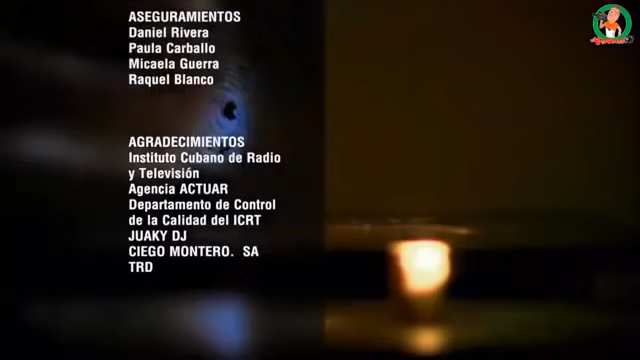 ASEGURAMIENTOS
Daniel Rivera
Paula Carballo
Micaela Guerra
Raquel Blanco
AGRADECIMIENTOS
Instituto Cubano de Radio
y Televisión
Agencia ACTUAR
Departamento de Control
de la Calidad del ICRT
JUAKY DJ
CIEGO MONTERO. SA
TRD